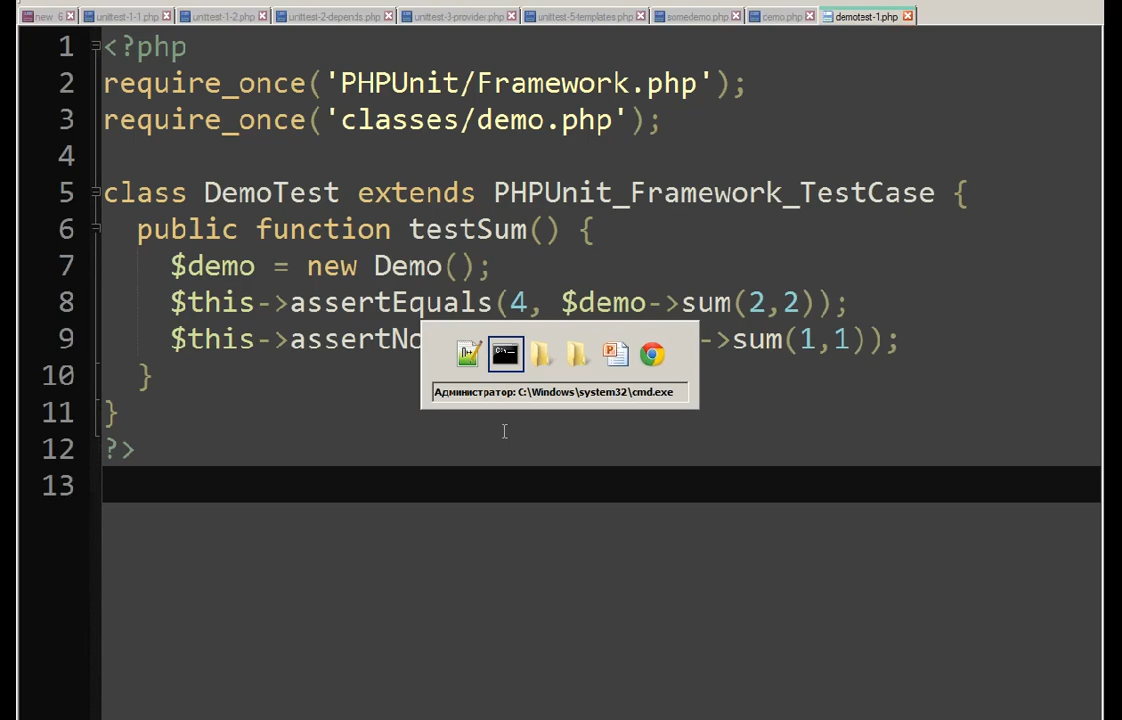 new 6 unittest-1-1.php unittest-1-2.php unittest-2-depends.php unittest-3-provider.php unittest-5-templates.php somedemo.php demo.php demotest-1.php
1 <?php
2 require_once('PHPUnit/Framework.php');
3 require_once('classes/demo.php');
4
5 class DemoTest extends PHPUnit_Framework_TestCase {
6 public function testSum() {
7 $demo = new Demo();
8 $this->assertEquals(4, $demo->sum(2,2));
9 $this->assertNo ->sum(1,1));
10 }
11 }
12 ?>
13
Администратор: C:\Windows\system32\cmd.exe